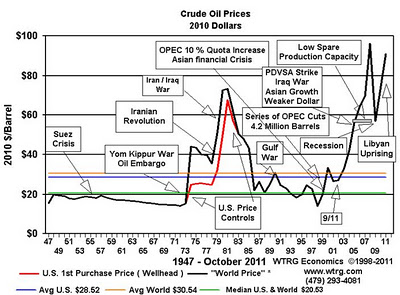 Crude Oil Prices
2010 Dollars
2010 $/Barrel
$100
$80
$60
$40
$20
$0
OPEC 10 % Quota Increase
Asian financial Crisis
Low Spare
Production Capacity
PDVSA Strike
Iraq War
Asian Growth
Weaker Dollar
Iran / Iraq
War
Iranian
Revolution
Series of OPEC Cuts
4.2 Million Barrels
Suez
Crisis
Yom Kippur War
Oil Embargo
Gulf
War
Recession
Libyan
Uprising
U.S. Price
Controls
9/11
47 49 51 53 55 57 59 61 63 65 67 69 71 73 75 77 79 81 83 85 87 89 91 93 95 97 99 01 03 05 07 09 11
1947 - October 2011
WTRG Economics ©1998-2011
www.wtrg.com
(479) 293-4081
U.S. 1st Purchase Price ( Wellhead )
"World Price" *
Avg U.S. $28.52
Avg World $30.54
Median U.S. & World $20.63